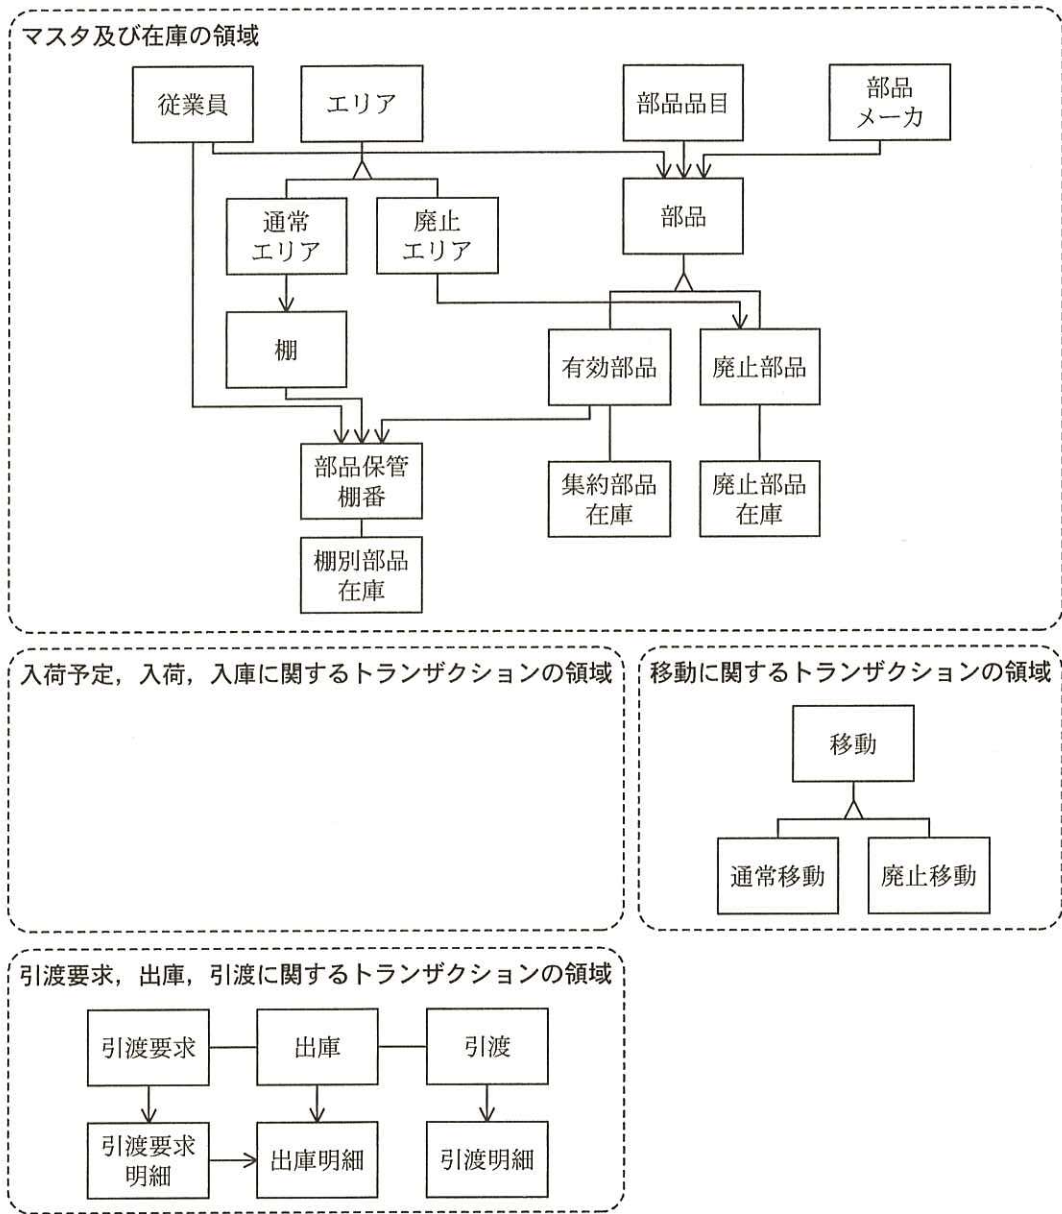 マスタ及び在庫の領域
従業員
エリア
部品品目
部品
メーカ
通常
エリア
廃止
エリア
部品
棚
有効部品
廃止部品
部品保管
棚番
集約部品
在庫
廃止部品
在庫
棚別部品
在庫
入荷予定，入荷，入庫に関するトランザクションの領域
移動に関するトランザクションの領域
移動
通常移動
廃止移動
引渡要求，出庫，引渡に関するトランザクションの領域
引渡要求
出庫
引渡
引渡要求
明細
出庫明細
引渡明細